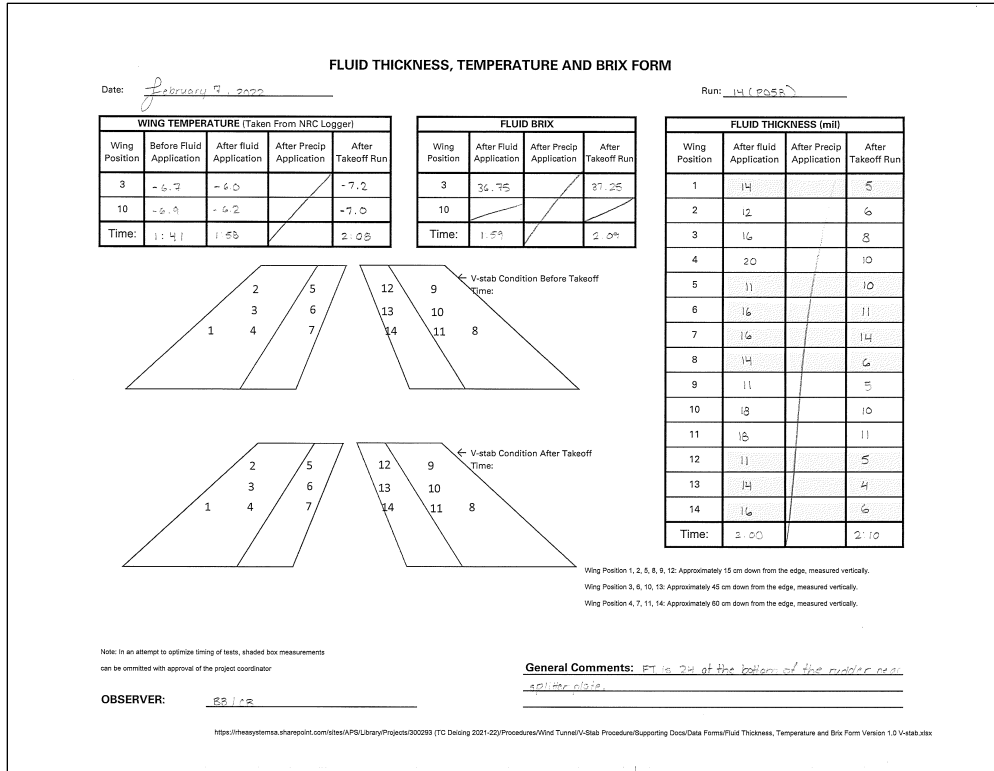 FLUID THICKNESS, TEMPERATURE AND BRIX FORM
Date: February 7, 2022
Run: 14 (205B)
WING TEMPERATURE (Taken From NRC Logger)
Wing Position Before Fluid Application After fluid Application After Precip Application After Takeoff Run
3 -6.7 -6.0 -7.2
10 -6.9 -6.2 -7.0
Time: 1:41 1:58 2:08
FLUID BRIX
Wing Position After Fluid Application After Precip Application After Takeoff Run
3 36.75 37.25
10
Time: 1:59 2:09
FLUID THICKNESS (mil)
Wing Position After fluid Application After Precip Application After Takeoff Run
1 14 5
2 12 6
3 16 8
4 20 10
5 11 10
6 16 11
7 16 14
8 14 6
9 11 5
10 18 10
11 18 11
12 11 5
13 14 4
14 16 6
Time: 2:00 2:10
← V-stab Condition Before Takeoff
Time:
2 5 12 9
3 6 13 10
1 4 7 14 11 8
← V-stab Condition After Takeoff
Time:
2 5 12 9
3 6 13 10
1 4 7 14 11 8
Wing Position 1, 2, 5, 8, 9, 12: Approximately 15 cm down from the edge, measured vertically.
Wing Position 3, 6, 10, 13: Approximately 45 cm down from the edge, measured vertically.
Wing Position 4, 7, 11, 14: Approximately 60 cm down from the edge, measured vertically.
Note: In an attempt to optimize timing of tests, shaded box measurements
can be ommitted with approval of the project coordinator
General Comments: FT is 24 at the bottom of the rudder near
spliter plate.
OBSERVER: BB / CB
https://rheasystemsa.sharepoint.com/sites/APS/Library/Projects/300293 (TC Deicing 2021-22)/Procedures/Wind Tunnel/V-Stab Procedure/Supporting Docs/Data Forms/Fluid Thickness, Temperature and Brix Form Version 1.0 V-stab.xlsx